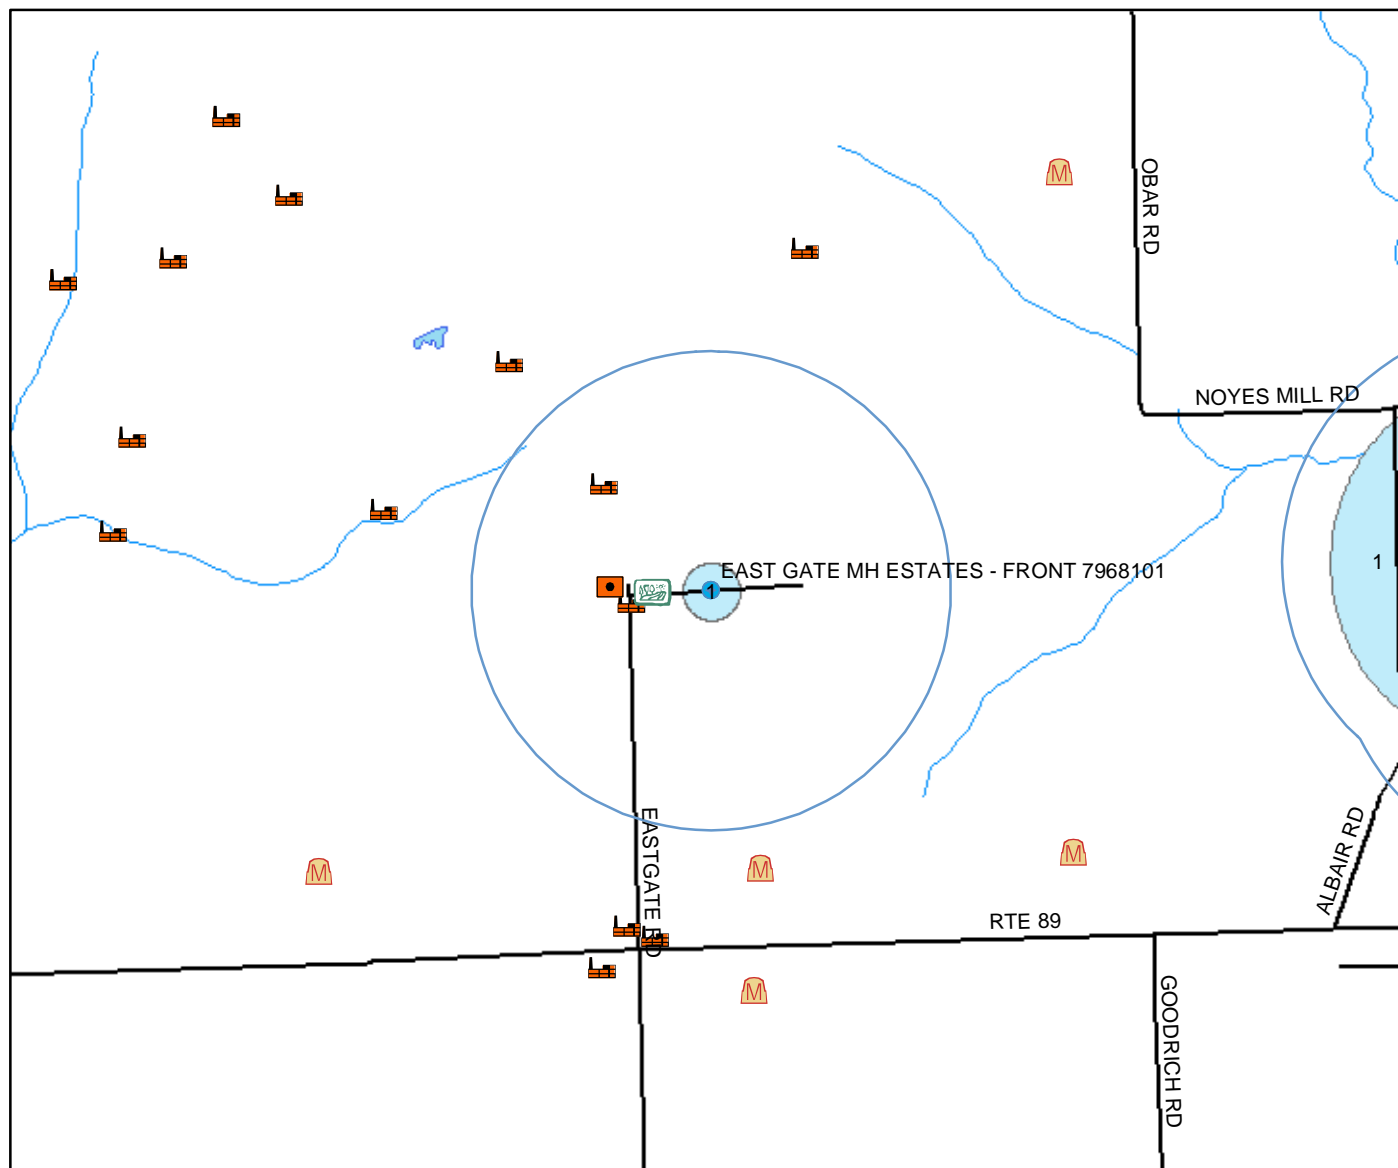 M
OBAR RD
NOYES MILL RD
1
EAST GATE MH ESTATES - FRONT 7968101
1
EASTGATE RD
M
M
M
ALBAIR RD
RTE 89
M
GOODRICH RD